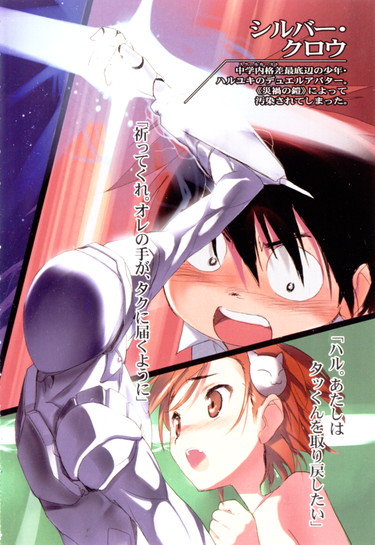 シルバー・
クロウ
中学内格差最底辺の少年・
ハルユキのデュエルアバター、
《災禍の鎧》によって
汚染されてしまった。
『祈ってくれ。オレの手が、タクに届くように』
『ハル。あたしは
タッくんを取り戻したい』